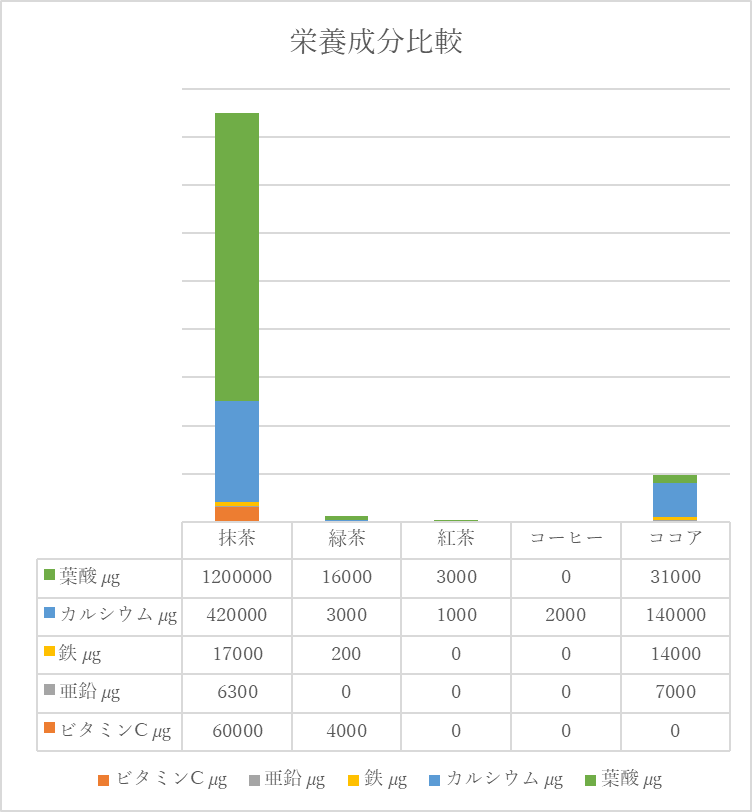 栄養成分比較
抹茶 緑茶 紅茶 コーヒー ココア
葉酸 μg 1200000 16000 3000 0 31000
カルシウム μg 420000 3000 1000 2000 140000
鉄 μg 17000 200 0 0 14000
亜鉛 μg 6300 0 0 0 7000
ビタミンC μg 60000 4000 0 0 0
ビタミンC μg 亜鉛 μg 鉄 μg カルシウム μg 葉酸 μg